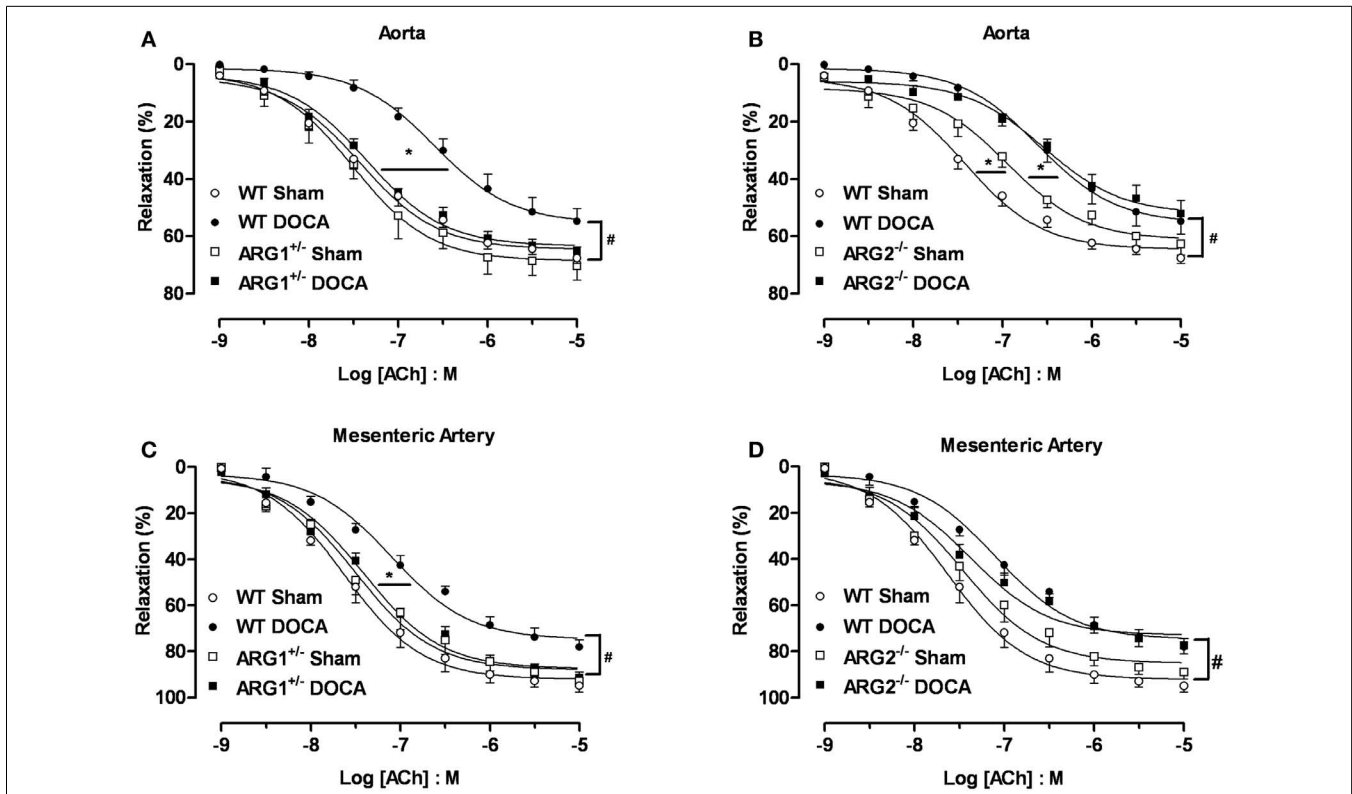 A
Aorta
0
20
40
60
80
Relaxation (%)
*
#
WT Sham
WT DOCA
ARG1+/- Sham
ARG1+/- DOCA
-9 -8 -7 -6 -5
Log [ACh] : M
B
Aorta
0
20
40
60
80
Relaxation (%)
* *
#
WT Sham
WT DOCA
ARG2-/- Sham
ARG2-/- DOCA
-9 -8 -7 -6 -5
Log [ACh] : M
C
Mesenteric Artery
0
20
40
60
80
100
Relaxation (%)
*
#
WT Sham
WT DOCA
ARG1+/- Sham
ARG1+/- DOCA
-9 -8 -7 -6 -5
Log [ACh] : M
D
Mesenteric Artery
0
20
40
60
80
100
Relaxation (%)
#
WT Sham
WT DOCA
ARG2-/- Sham
ARG2-/- DOCA
-9 -8 -7 -6 -5
Log [ACh] : M